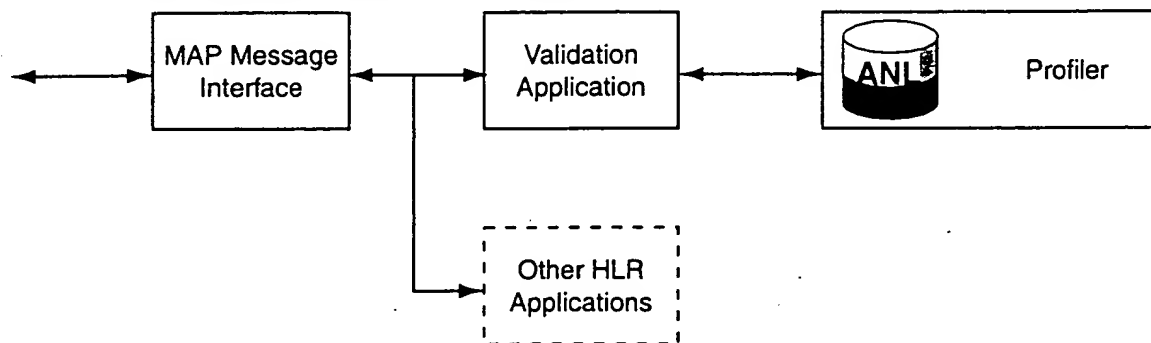 MAP Message
Interface
Validation
Application
ANI
Profiler
Other HLR
Applications